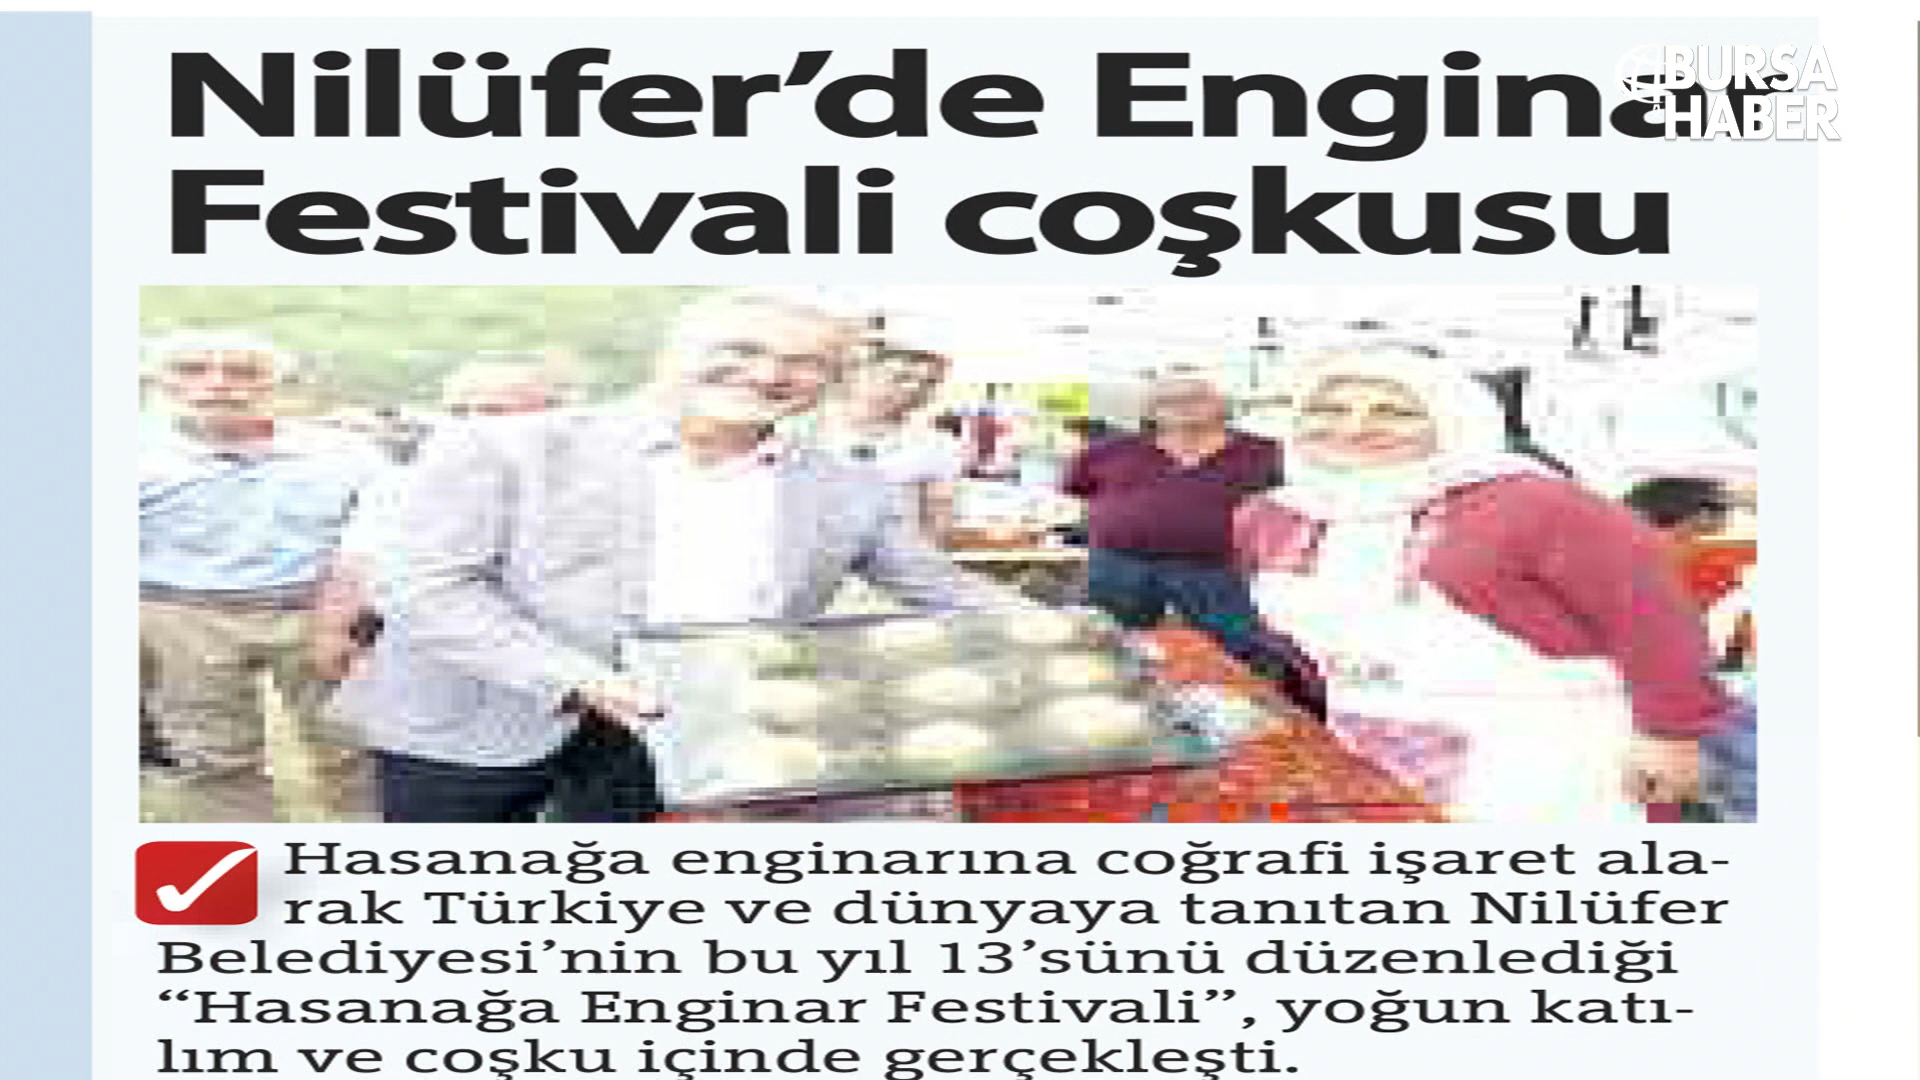 Nilüfer'de Enginar
Festivali coşkusu
BURSA
HABER
Hasanağa enginarına coğrafi işaret ala-
rak Türkiye ve dünyaya tanıtan Nilüfer
Belediyesi'nin bu yıl 13'sünü düzenlediği
“Hasanağa Enginar Festivali”, yoğun katı-
lım ve coşku içinde gerçekleşti.